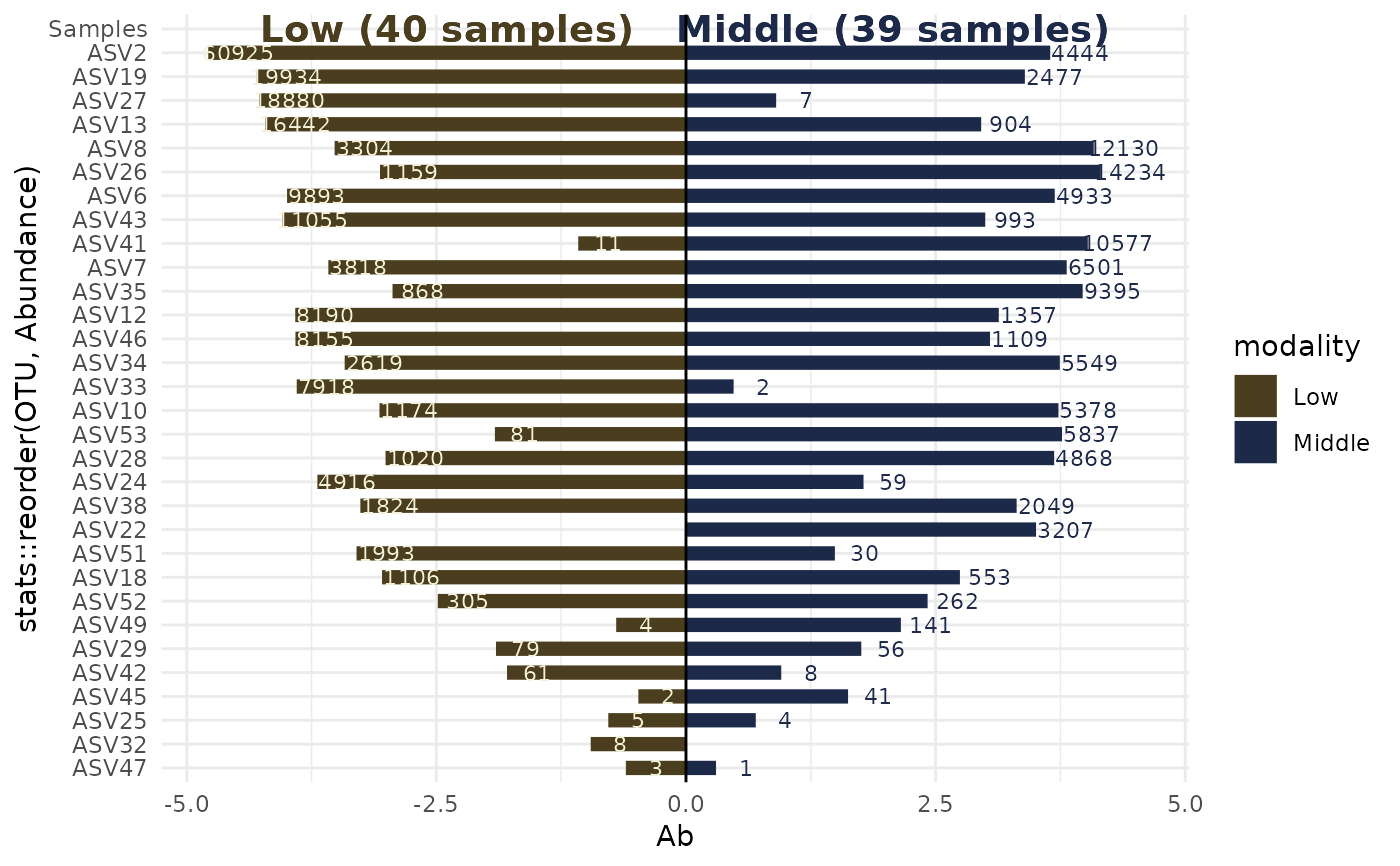 Low (40 samples) Middle (39 samples)
Samples
ASV2 60925 4444
ASV19 19934 2477
ASV27 18880 7
ASV13 16442 904
ASV8 3304 12130
ASV26 1159 14234
ASV6 9893 4933
ASV43 11055 993
ASV41 11 10577
ASV7 3818 6501
ASV35 868 9395
ASV12 8190 1357
ASV46 8155 1109
ASV34 2619 5549
ASV33 7918 2
ASV10 1174 5378
ASV53 81 5837
ASV28 1020 4868
ASV24 4916 59
ASV38 1824 2049
ASV22 3207
ASV51 1993 30
ASV18 1106 553
ASV52 305 262
ASV49 4 141
ASV29 79 56
ASV42 61 8
ASV45 2 41
ASV25 5 4
ASV32 8
ASV47 3 1
-5.0 -2.5 0.0 2.5 5.0
Ab
stats::reorder(OTU, Abundance)
modality
Low
Middle